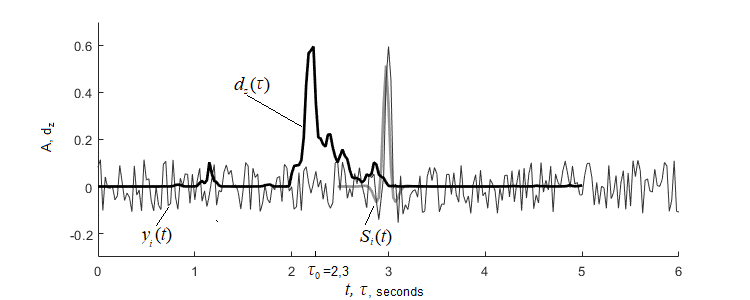 0.6
0.4
0.2
0
-0.2
A, d_z
d_z(τ)
y_i(t)
S_i(t)
0 1 2 τ_0 =2,3 3 4 5 6
t, τ, seconds